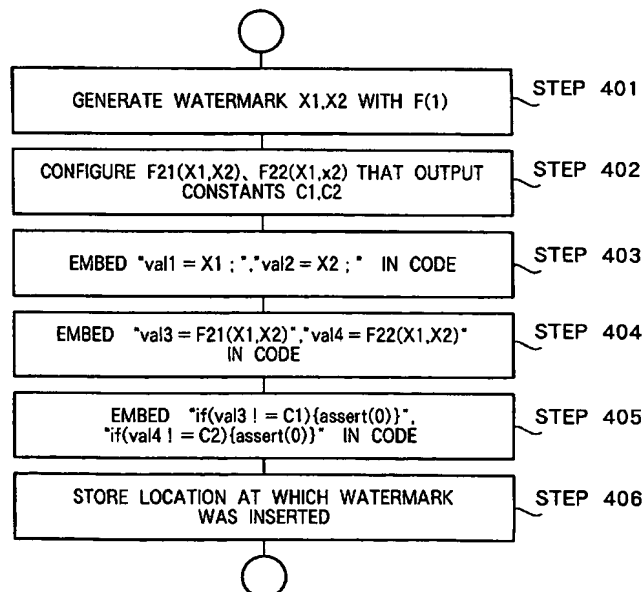 GENERATE WATERMARK X1,X2 WITH F(1)
STEP 401
CONFIGURE F21(X1,X2)、F22(X1,x2) THAT OUTPUT
CONSTANTS C1,C2
STEP 402
EMBED "val1 = X1 ; ","val2 = X2 ; " IN CODE
STEP 403
EMBED "val3 = F21(X1,X2)","val4 = F22(X1,X2)"
IN CODE
STEP 404
EMBED "if(val3 ! = C1){assert(0)}",
"if(val4 ! = C2){assert(0)}" IN CODE
STEP 405
STORE LOCATION AT WHICH WATERMARK
WAS INSERTED
STEP 406